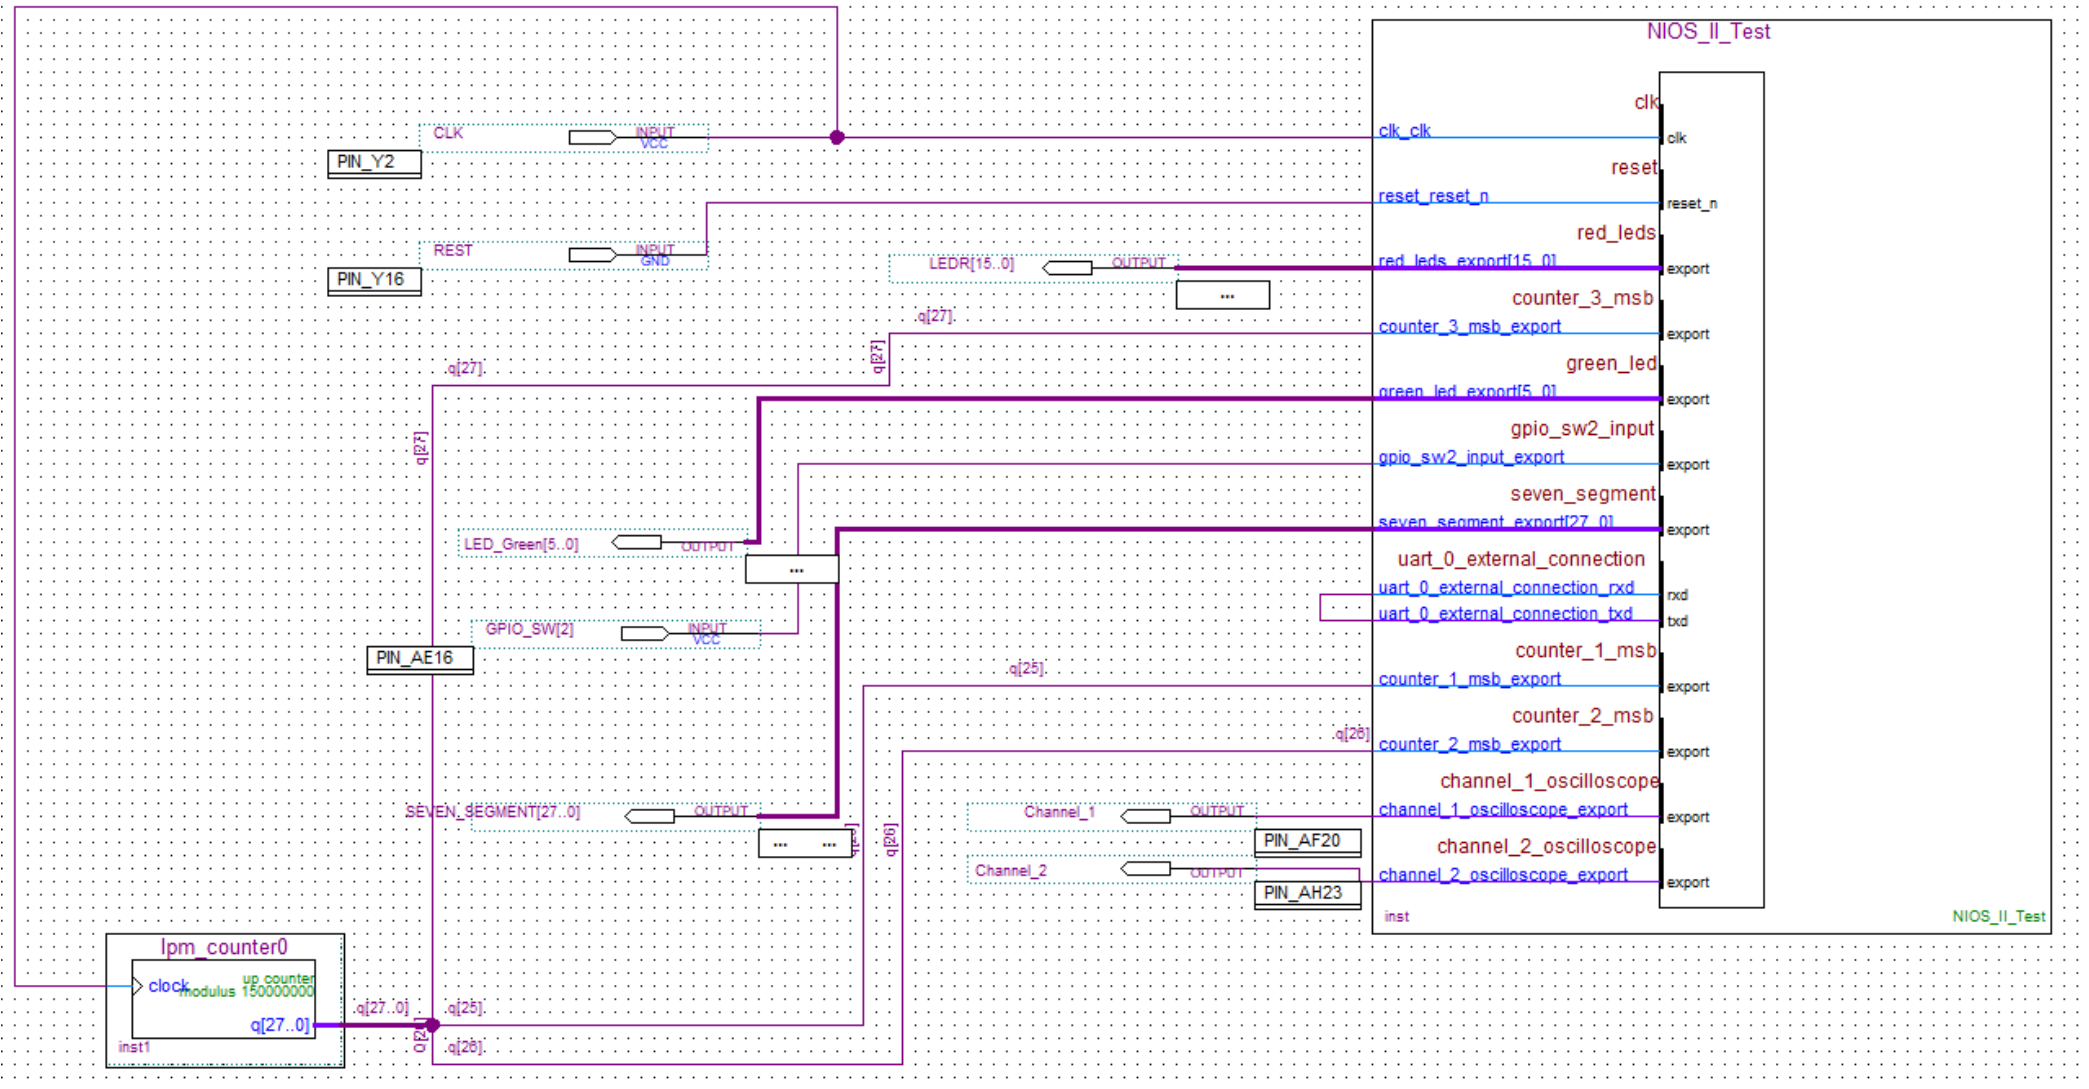 NIOS_II_Test
clk
CLK INPUT VCC
clk_clk clk
PIN_Y2
reset
reset_reset_n reset_n
REST INPUT GND
PIN_Y16
red_leds
LEDR[15..0] OUTPUT
red_leds_export[15..0] export
...
counter_3_msb
q[27].
counter_3_msb_export export
q[27]
q[27].
green_led
green_led_export[5..0] export
q[27]
gpio_sw2_input
gpio_sw2_input_export export
seven_segment
seven_segment_export[27..0] export
LED_Green[5..0] OUTPUT
...
uart_0_external_connection
uart_0_external_connection_rxd rxd
uart_0_external_connection_txd txd
GPIO_SW[2] INPUT VCC
PIN_AE16
counter_1_msb
q[25].
counter_1_msb_export export
counter_2_msb
q[26]
counter_2_msb_export export
channel_1_oscilloscope
SEVEN_SEGMENT[27..0] OUTPUT
... ...
q[26]
Channel_1 OUTPUT
channel_1_oscilloscope_export export
PIN_AF20
channel_2_oscilloscope
Channel_2 OUTPUT
channel_2_oscilloscope_export export
PIN_AH23
inst
NIOS_II_Test
lpm_counter0
up counter
clock
modulus 150000000
q[27..0]
q[27..0]
q[25].
q[26].
inst1